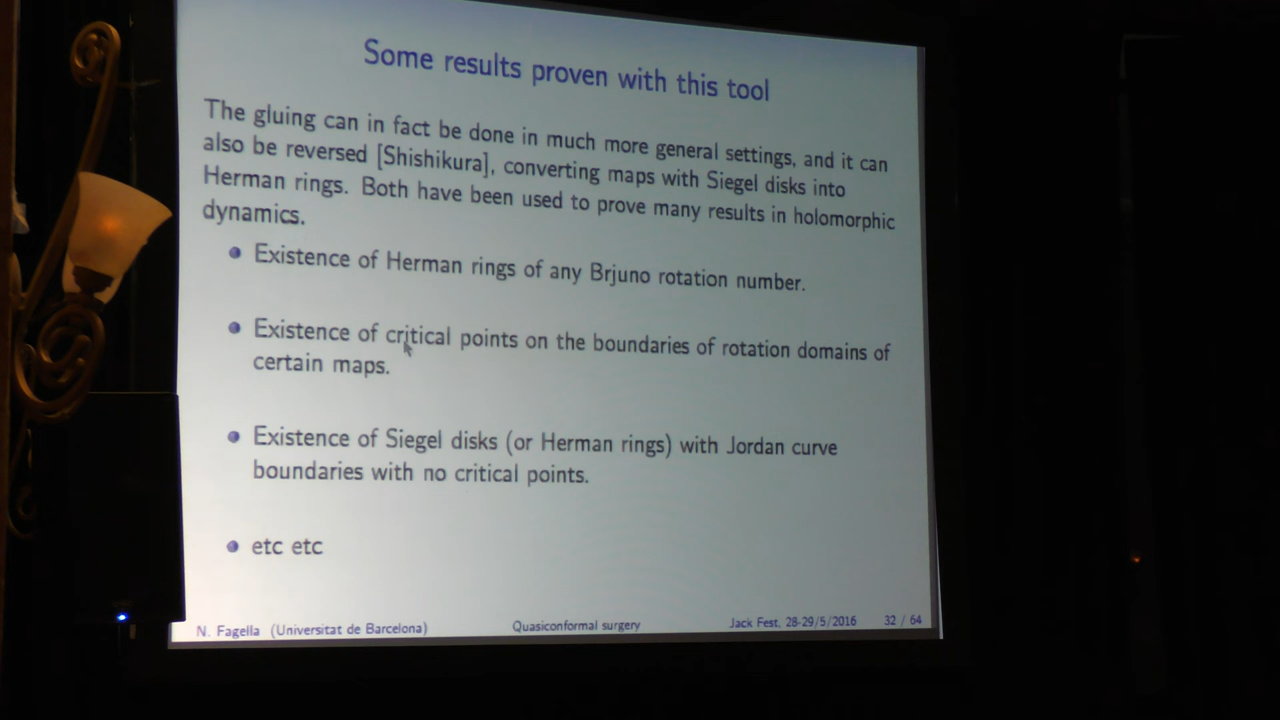 Some results proven with this tool
The gluing can in fact be done in much more general settings, and it can
also be reversed [Shishikura], converting maps with Siegel disks into
Herman rings. Both have been used to prove many results in holomorphic
dynamics.
Existence of Herman rings of any Brjuno rotation number.
Existence of critical points on the boundaries of rotation domains of
certain maps.
Existence of Siegel disks (or Herman rings) with Jordan curve
boundaries with no critical points.
etc etc
N. Fagella (Universitat de Barcelona) Quasiconformal surgery Jack Fest, 28-29/5/2016 32 / 64